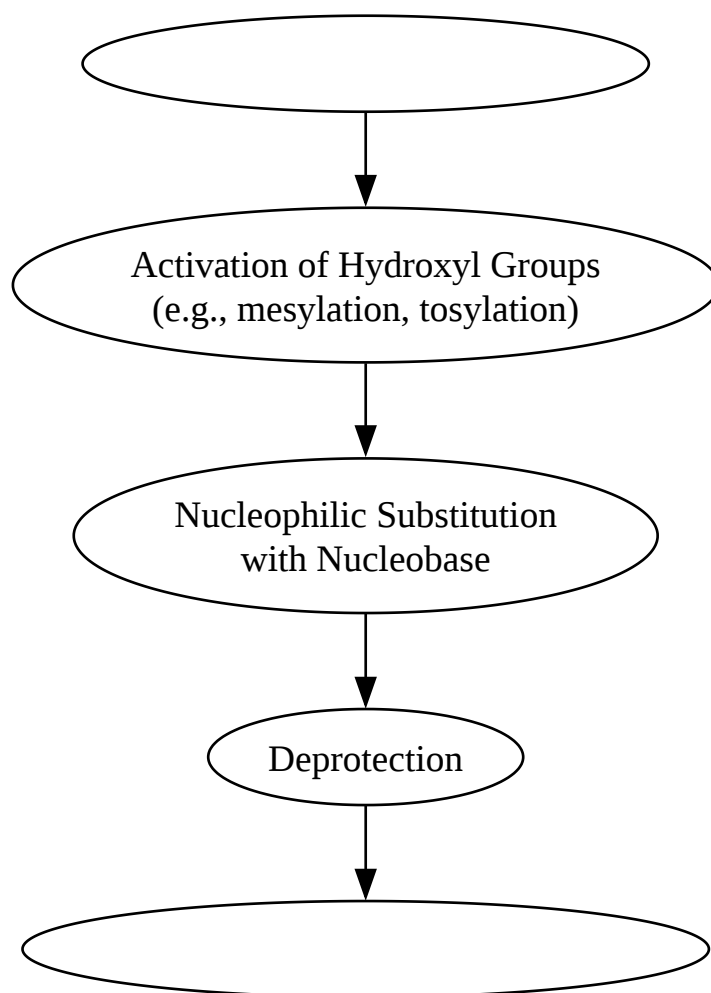 Activation of Hydroxyl Groups
(e.g., mesylation, tosylation)
Nucleophilic Substitution
with Nucleobase
Deprotection